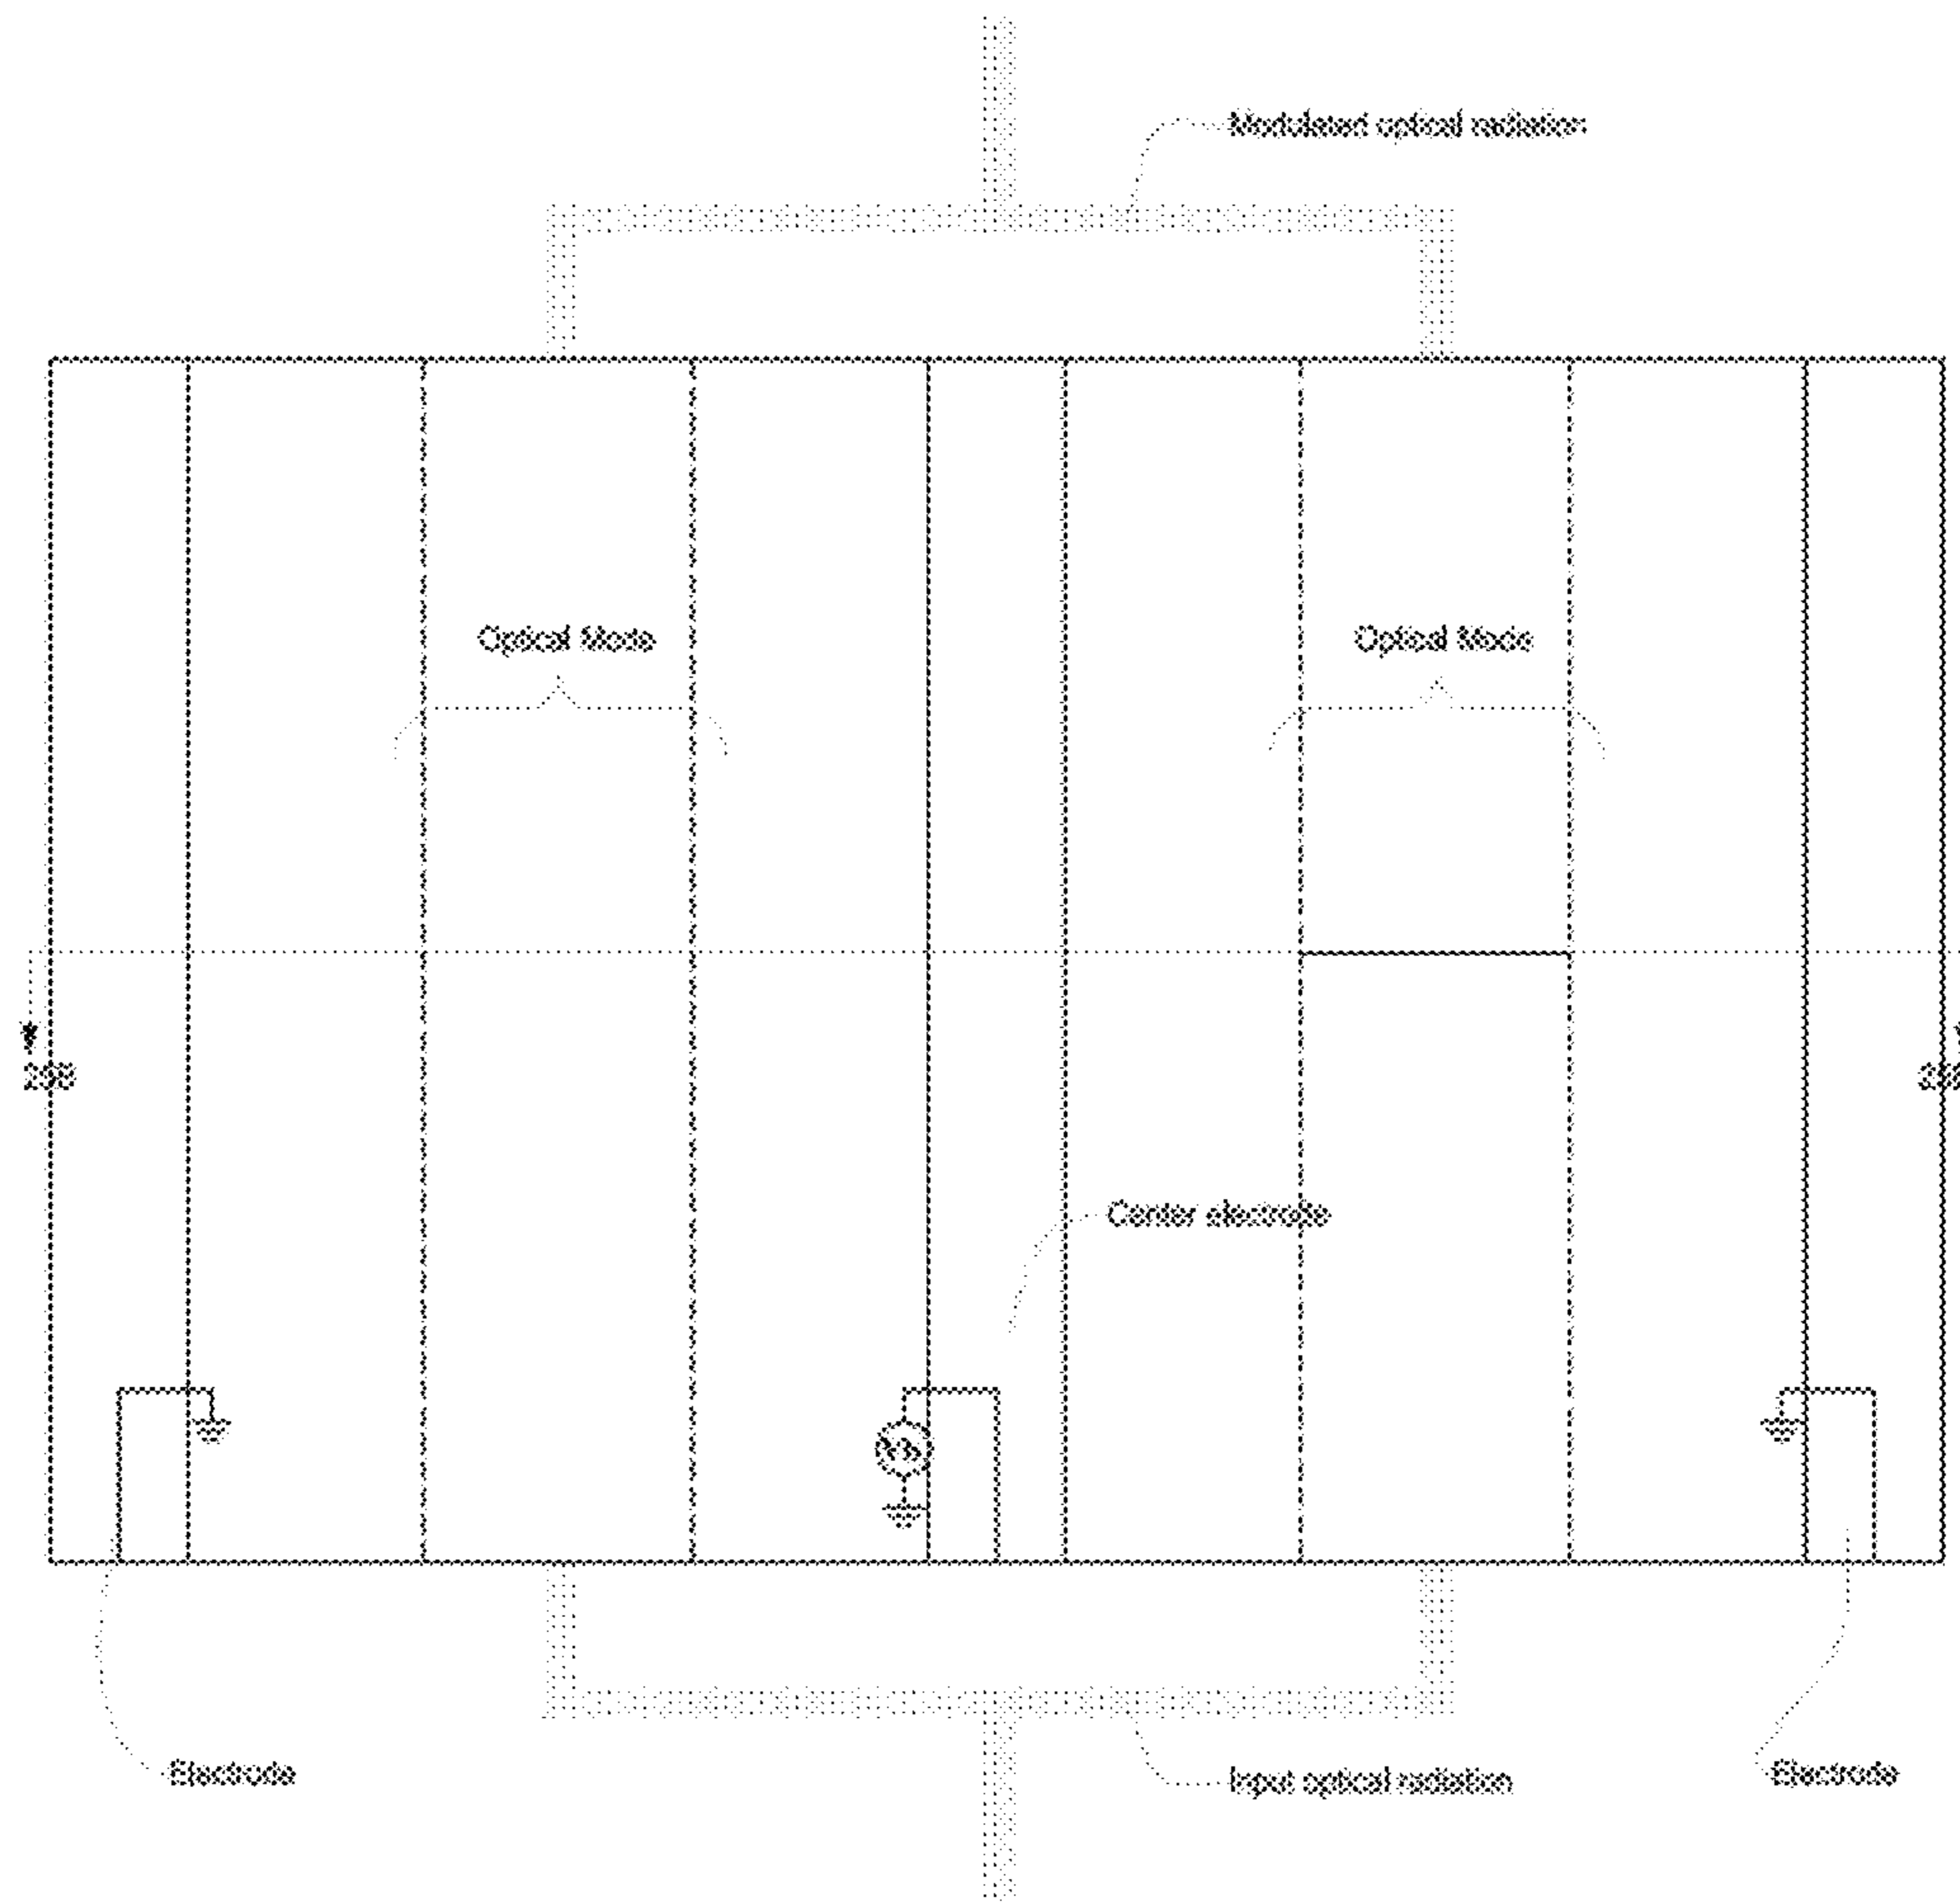 Modulated optical radiation
Optical Mode
Optical Mode
Center electrode
Electrode
Input optical radiation
Electrode